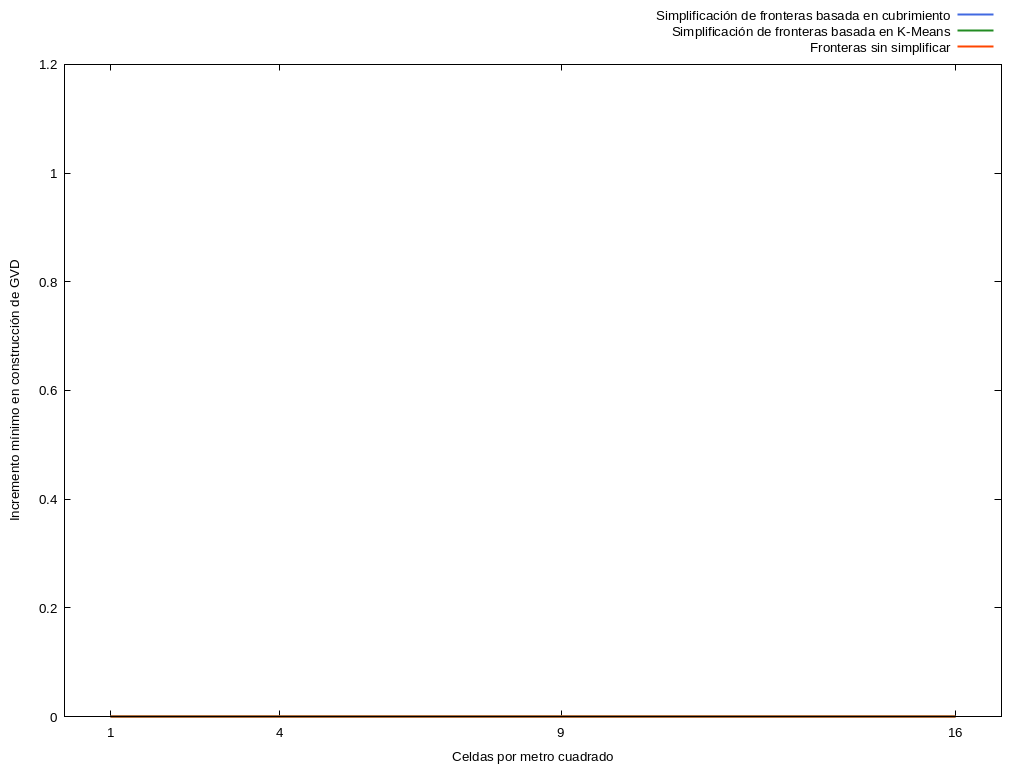 Simplificación de fronteras basada en cubrimiento
Simplificación de fronteras basada en K-Means
Fronteras sin simplificar
1.2
1
0.8
0.6
0.4
0.2
0
Incremento mínimo en construcción de GVD
1 4 9 16
Celdas por metro cuadrado